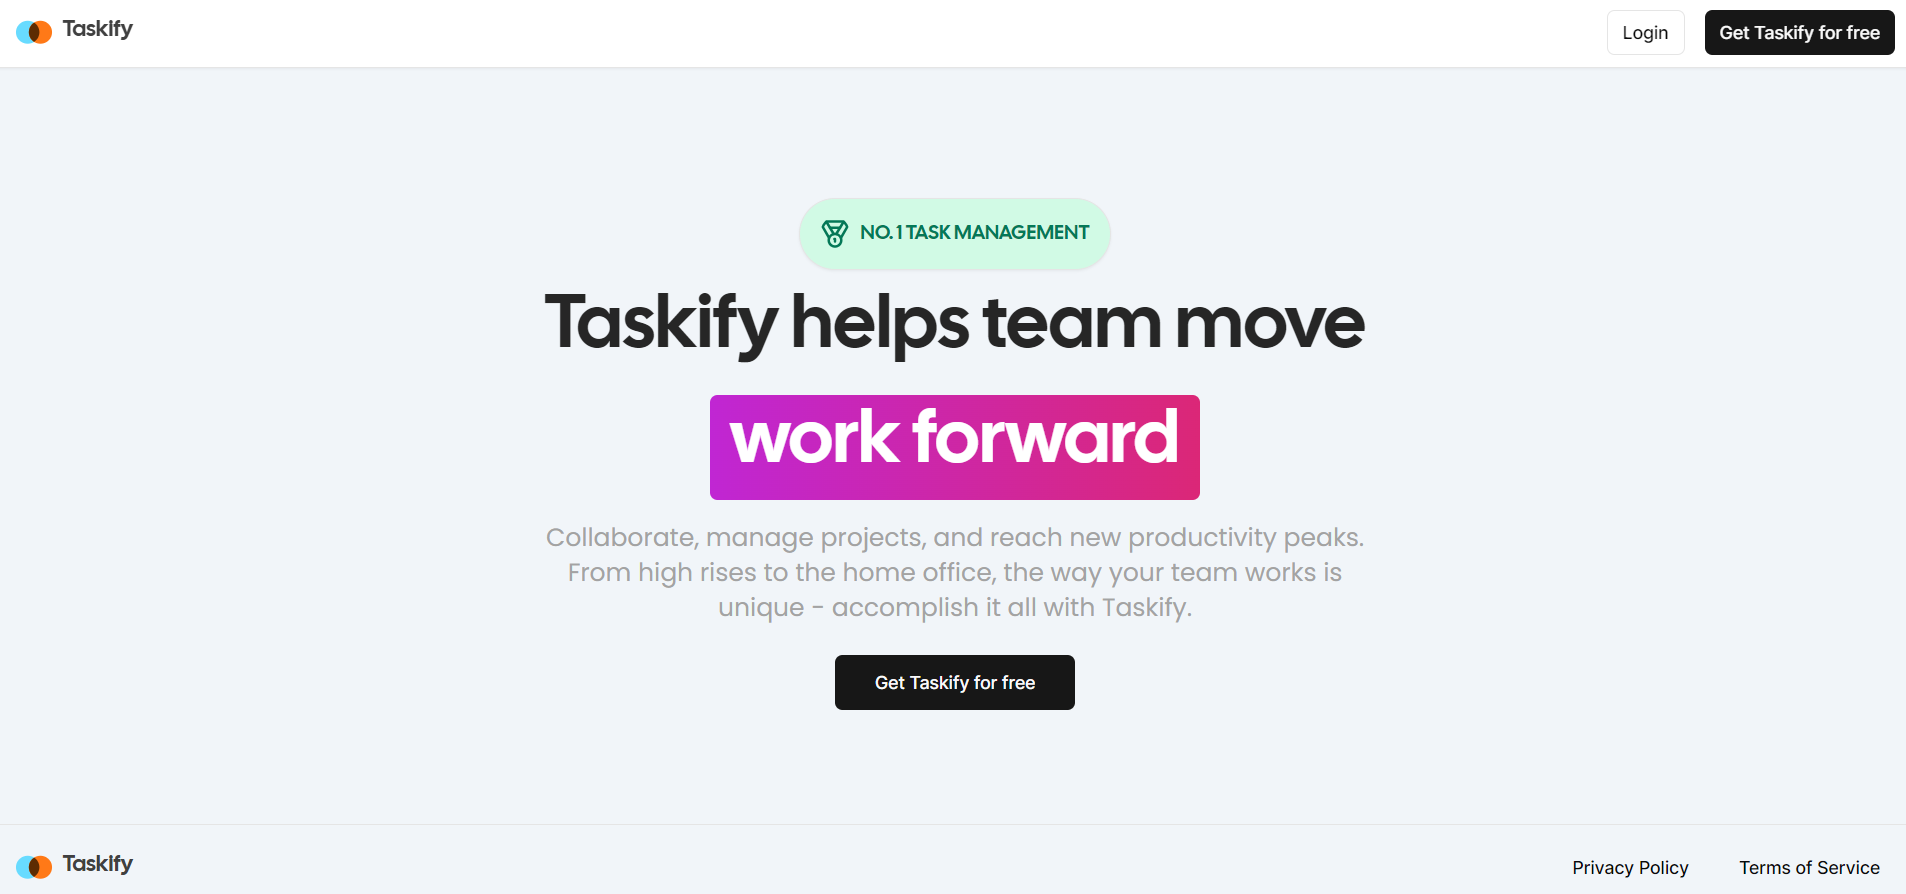 Taskify
Login
Get Taskify for free
NO. 1 TASK MANAGEMENT
Taskify helps team move
work forward
Collaborate, manage projects, and reach new productivity peaks.
From high rises to the home office, the way your team works is
unique - accomplish it all with Taskify.
Get Taskify for free
Taskify
Privacy Policy
Terms of Service